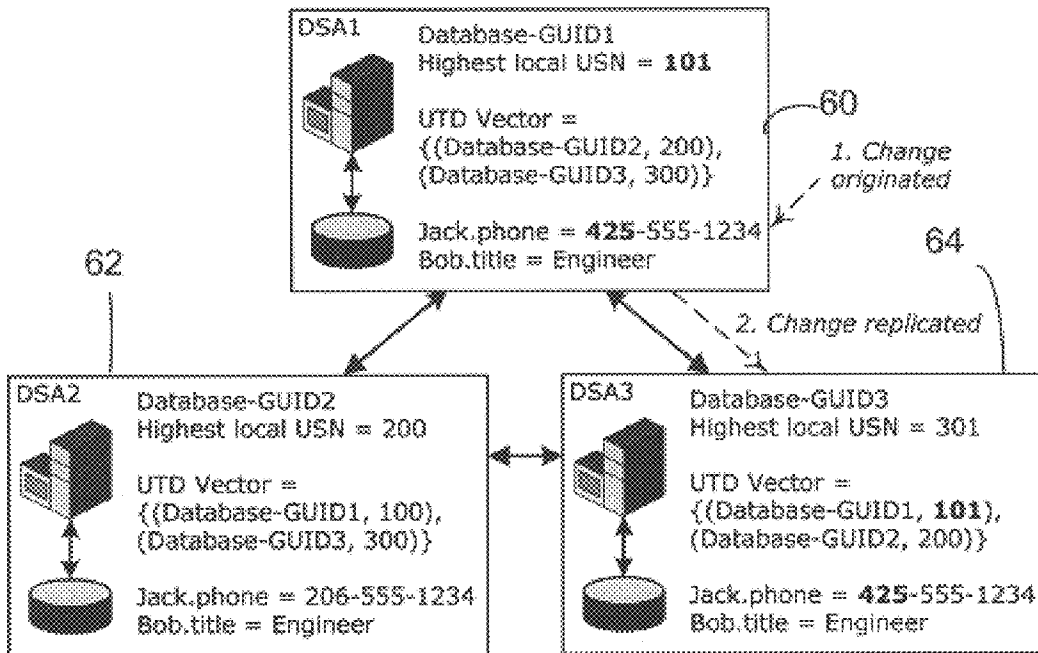 DSA1
Database-GUID1
Highest local USN = 101
UTD Vector =
{((Database-GUID2, 200),
(Database-GUID3, 300)}
Jack.phone = 425-555-1234
Bob.title = Engineer
60
1. Change
originated
62
64
2. Change replicated
DSA2
Database-GUID2
Highest local USN = 200
UTD Vector =
{((Database-GUID1, 100),
(Database-GUID3, 300)}
Jack.phone = 206-555-1234
Bob.title = Engineer
DSA3
Database-GUID3
Highest local USN = 301
UTD Vector =
{((Database-GUID1, 101),
(Database-GUID2, 200)}
Jack.phone = 425-555-1234
Bob.title = Engineer